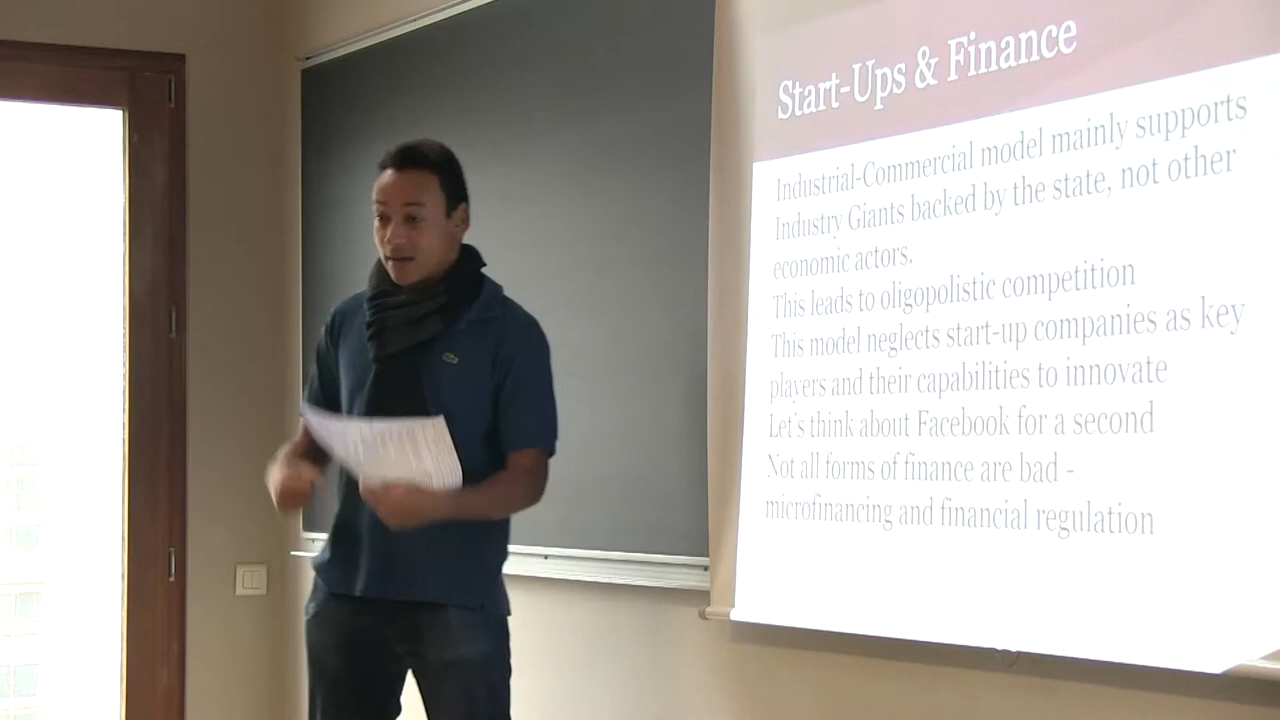 Start-Ups & Finance
Industrial-Commercial model mainly supports
Industry Giants backed by the state, not other
economic actors.
This leads to oligopolistic competition
This model neglects start-up companies as key
players and their capabilities to innovate
Let's think about Facebook for a second
Not all forms of finance are bad -
microfinancing and financial regulation